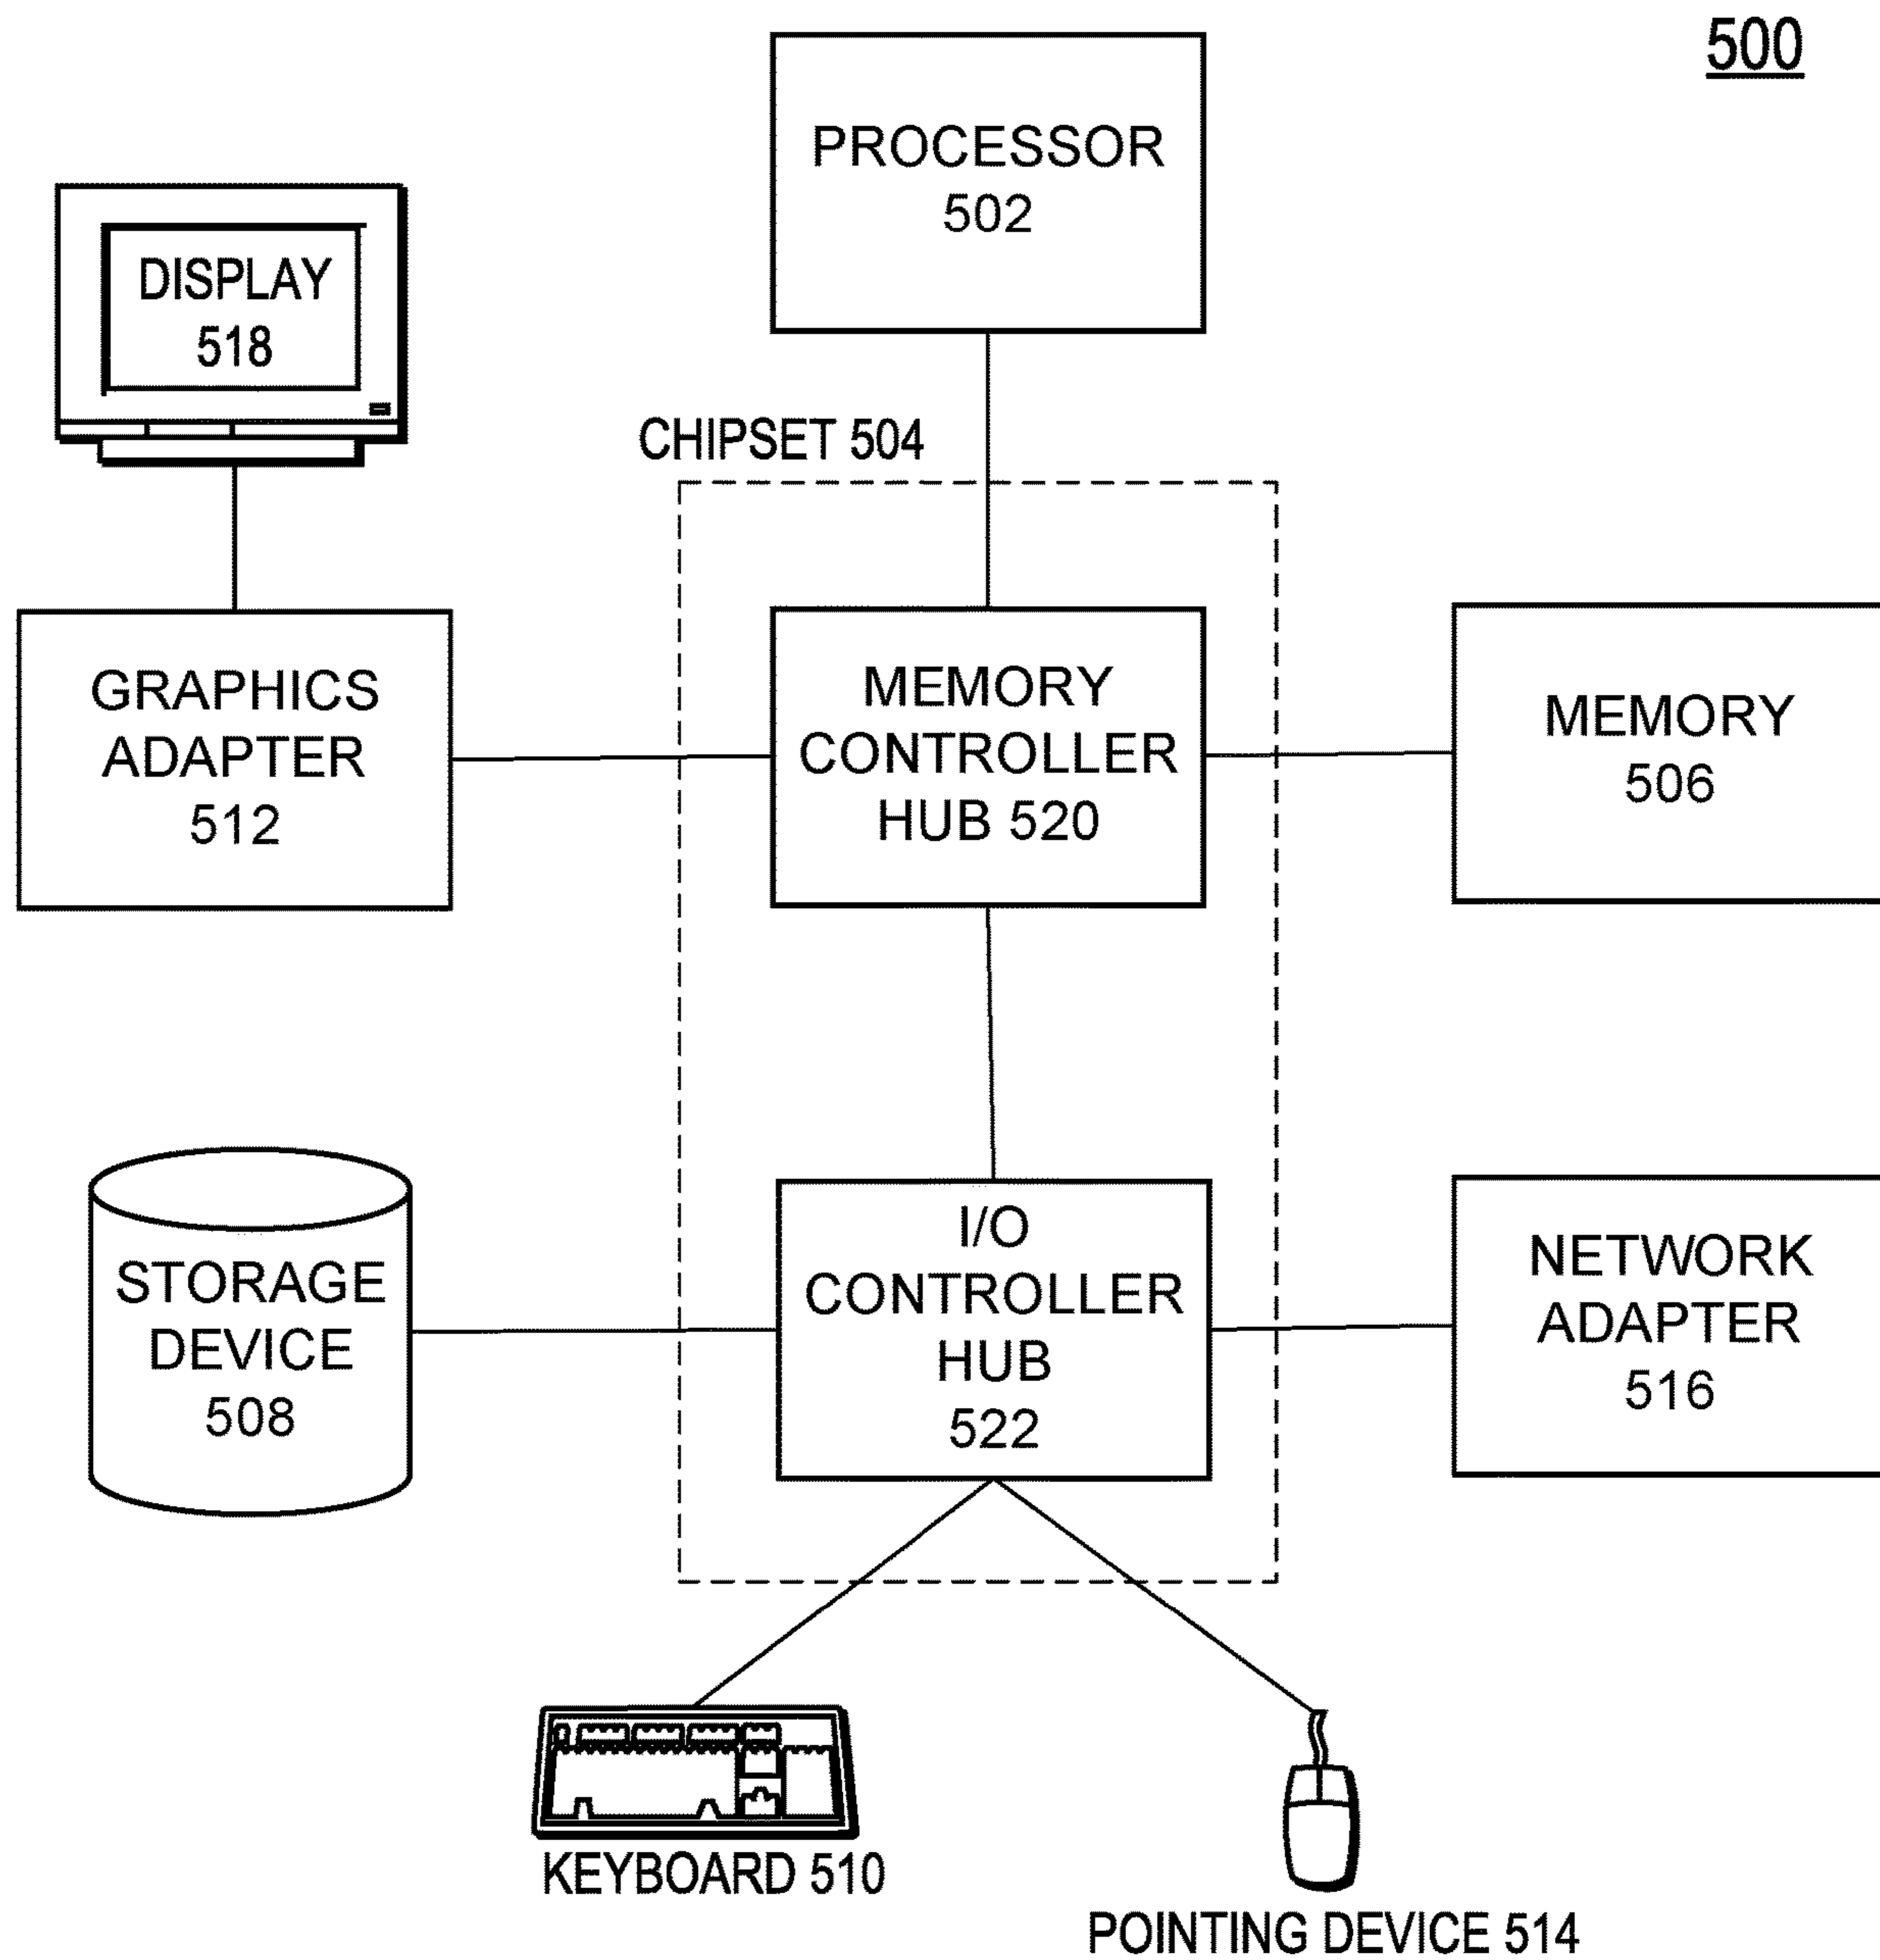 500
PROCESSOR
502
DISPLAY
518
CHIPSET 504
GRAPHICS
ADAPTER
512
MEMORY
CONTROLLER
HUB 520
MEMORY
506
STORAGE
DEVICE
508
I/O
CONTROLLER
HUB
522
NETWORK
ADAPTER
516
KEYBOARD 510
POINTING DEVICE 514